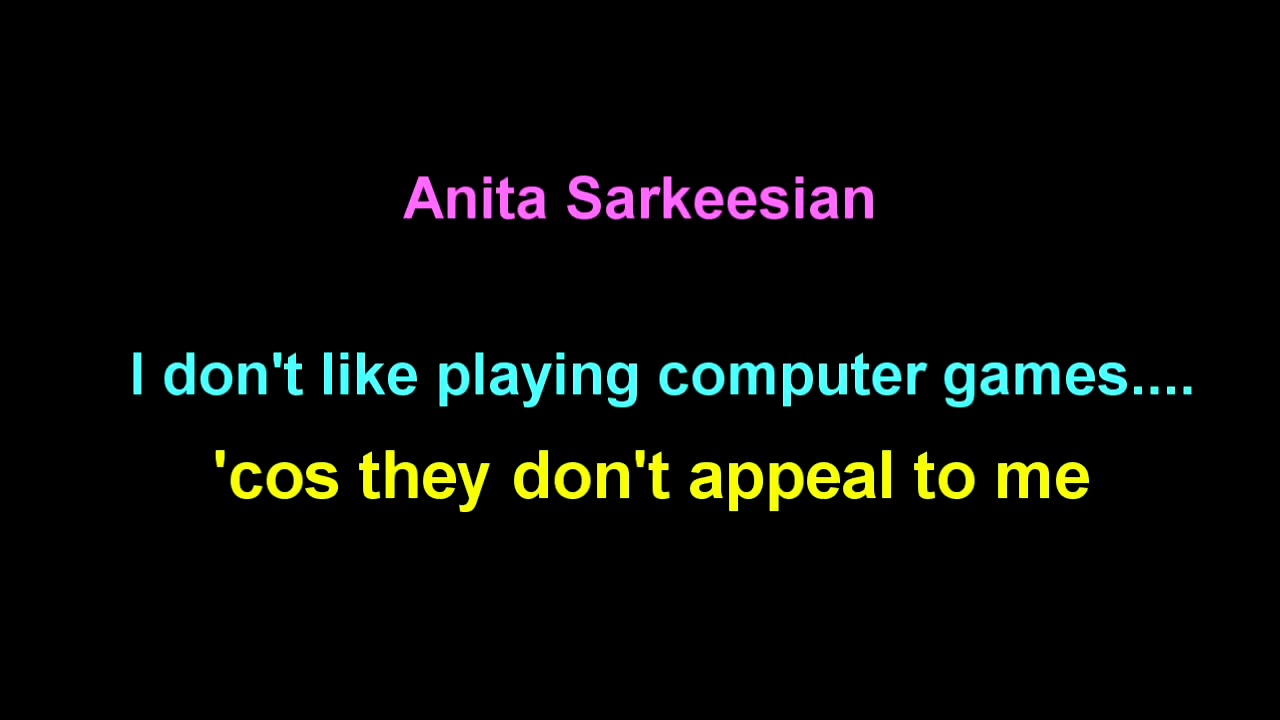 Anita Sarkeesian
I don't like playing computer games....
'cos they don't appeal to me